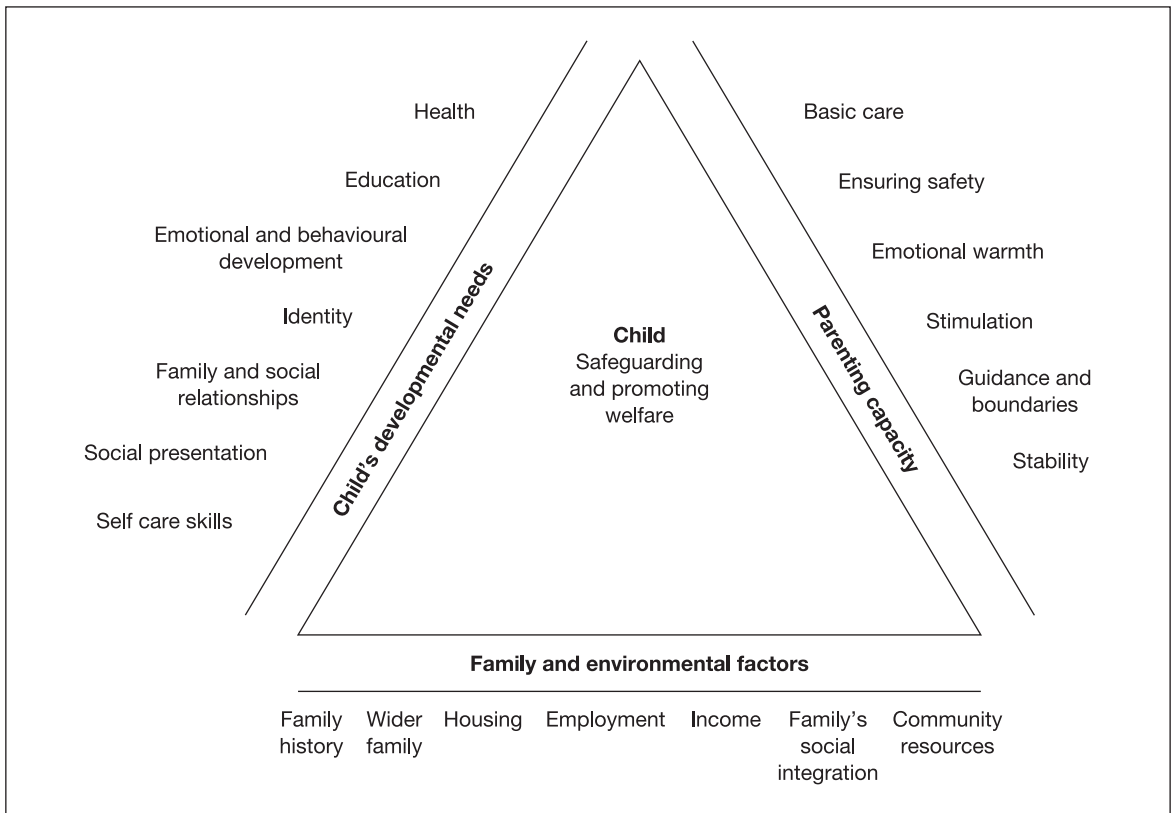 Health
Education
Emotional and behavioural
development
Identity
Family and social
relationships
Social presentation
Self care skills
Child's developmental needs
Child
Safeguarding
and promoting
welfare
Parenting capacity
Basic care
Ensuring safety
Emotional warmth
Stimulation
Guidance and
boundaries
Stability
Family and environmental factors
Family
history
Wider
family
Housing
Employment
Income
Family's
social
integration
Community
resources